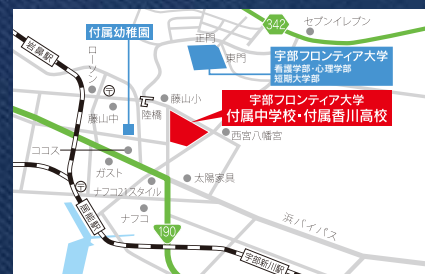 342
セブンイレブン
正門
付属幼稚園
東門
宇部フロンティア大学
看護学部・心理学部
短期大学部
岩鼻駅
ローソン
〒
藤山小
宇部フロンティア大学
付属中学校・付属香川高校
藤山中
陸橋
西宮八幡宮
ココス
ガスト
太陽家具
〒
ナフコ21スタイル
居能駅
ナフコ
浜バイパス
190
宇部新川駅